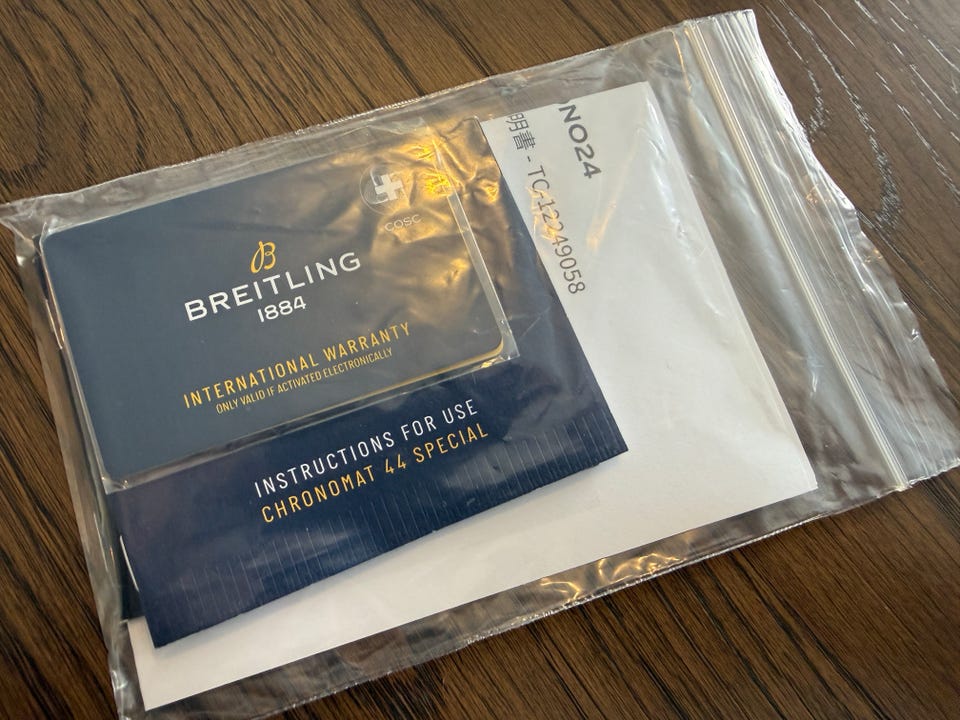 BREITLING
1884
INTERNATIONAL WARRANTY
ONLY VALID IF ACTIVATED ELECTRONICALLY
COSC
INSTRUCTIONS FOR USE
CHRONOMAT 44 SPECIAL
NO24
明書 - TC-12249058